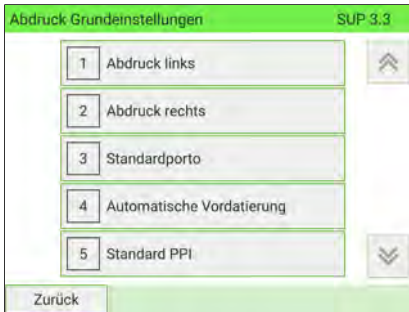 Abdruck Grundeinstellungen SUP 3.3
1 Abdruck links
2 Abdruck rechts
3 Standardporto
4 Automatische Vordatierung
5 Standard PPI
Zurück